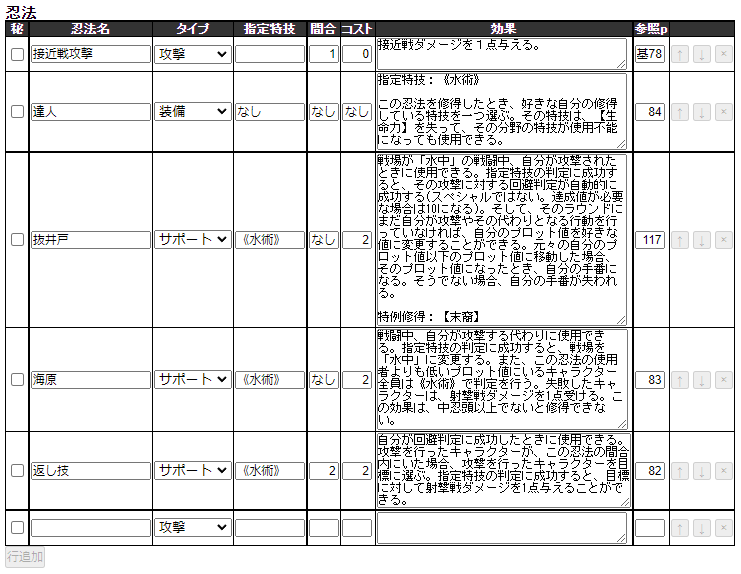 忍法
秘 忍法名 タイプ 指定特技 間合 コスト 効果 参照p
接近戦攻撃 攻撃 1 0 接近戦ダメージを1点与える。 基78 ↑ ↓ ×
達人 装備 なし なし なし 84 ↑ ↓ ×
指定特技:《水術》
この忍法を修得したとき、好きな自分の修得
している特技を一つ選ぶ。その特技は、【生
命力】を失って、その分野の特技が使用不能
になっても使用できる。
抜井戸 サポート 《水術》 なし 2 117 ↑ ↓ ×
戦場が「水中」の戦闘中、自分が攻撃された
ときに使用できる。指定特技の判定に成功す
ると、その攻撃に対する回避判定が自動的に
成功する(スペシャルではない。達成値が必要
な場合は10になる)。そして、そのラウンドに
まだ自分が攻撃やその代わりとなる行動を行
っていなければ、自分のプロット値を好きな
値に変更することができる。元々の自分のプ
ロット値以下のプロット値に移動した場合、
そのプロット値になったとき、自分の手番に
なる。そうでない場合、自分の手番が失われ
る。
特例修得:【末裔】
海原 サポート 《水術》 なし 2 83 ↑ ↓ ×
戦闘中、自分が攻撃する代わりに使用でき
る。指定特技の判定に成功すると、戦場を
「水中」に変更する。また、この忍法の使用
者よりも低いプロット値にいるキャラクター
全員は《水術》で判定を行う。失敗したキャ
ラクターは、射撃戦ダメージを1点受ける。こ
の効果は、中忍頭以上でないと修得できな
い。
返し技 サポート 《水術》 2 2 82 ↑ ↓ ×
自分が回避判定に成功したときに使用できる。
攻撃を行ったキャラクターが、この忍法の間合
内にいた場合、攻撃を行ったキャラクターを目
標に選ぶ。指定特技の判定に成功すると、目標
に対して射撃戦ダメージを1点与えることがで
きる。
攻撃 ↑ ↓ ×
行追加